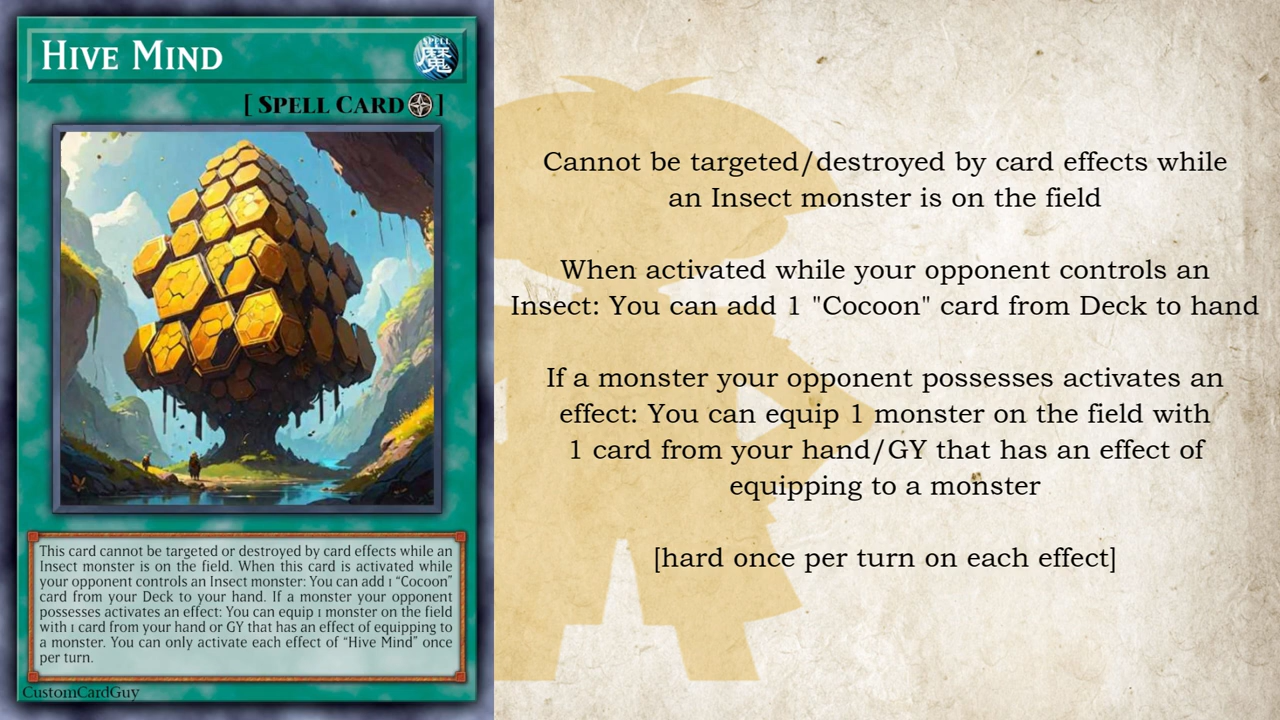 HIVE MIND
SPELL
魔
[ SPELL CARD ]
This card cannot be targeted or destroyed by card effects while an
Insect monster is on the field. When this card is activated while
your opponent controls an Insect monster: You can add 1 “Cocoon”
card from your Deck to your hand. If a monster your opponent
possesses activates an effect: You can equip 1 monster on the field
with 1 card from your hand or GY that has an effect of equipping to
a monster. You can only activate each effect of “Hive Mind” once
per turn.
CustomCardGuy
Cannot be targeted/destroyed by card effects while
an Insect monster is on the field
When activated while your opponent controls an
Insect: You can add 1 "Cocoon" card from Deck to hand
If a monster your opponent possesses activates an
effect: You can equip 1 monster on the field with
1 card from your hand/GY that has an effect of
equipping to a monster
[hard once per turn on each effect]